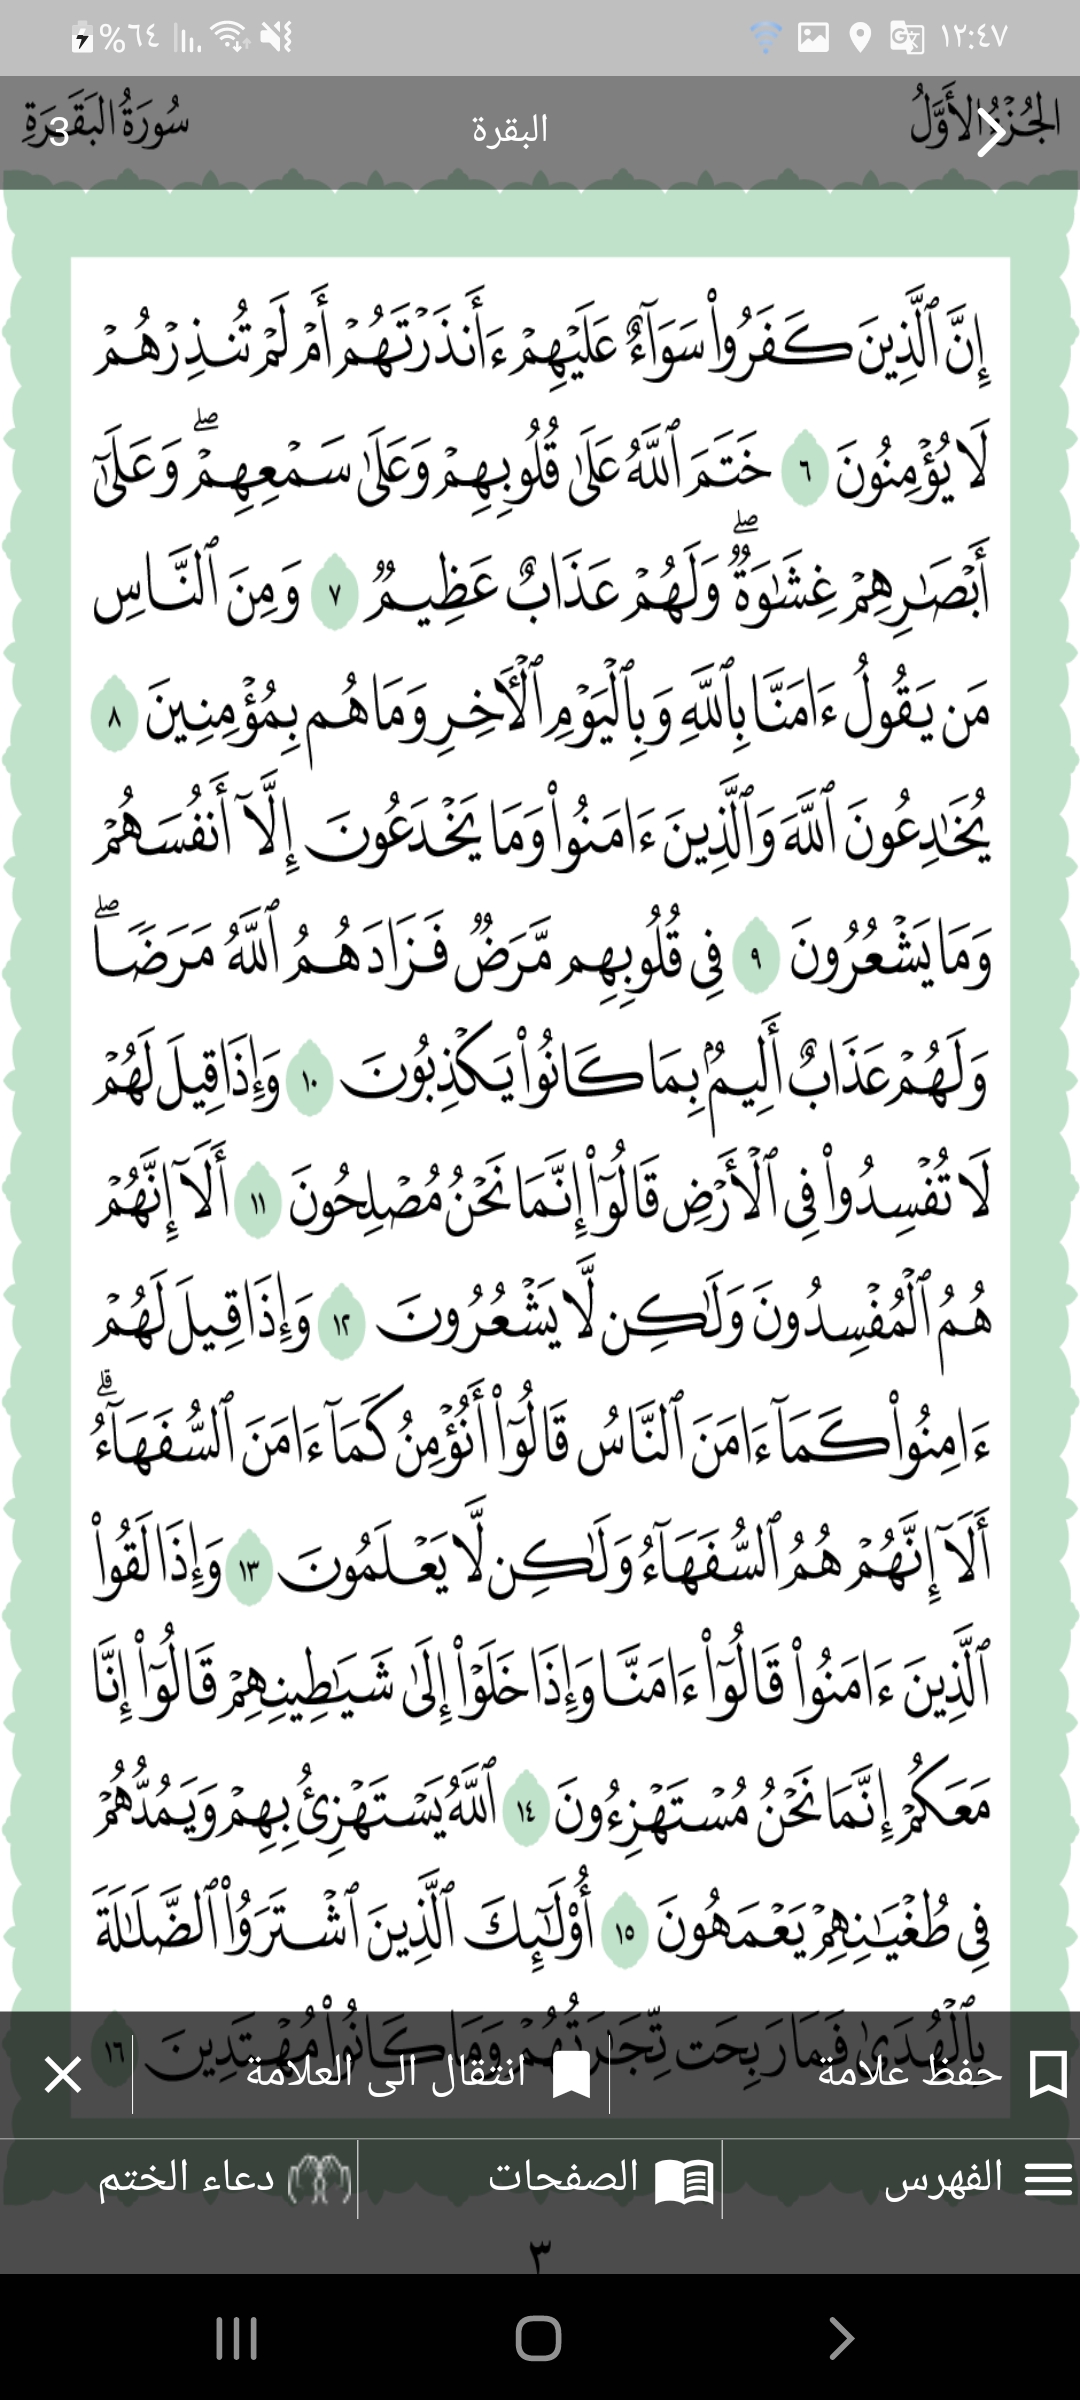 ١٢:٤٧ %٦٤
الجُزْءُ الأَوَّلُ
البقرة
سُورَةُ البَقَرَةِ
3
إِنَّ ٱلَّذِينَ كَفَرُوا۟ سَوَآءٌ عَلَيْهِمْ ءَأَنذَرْتَهُمْ أَمْ لَمْ تُنذِرْهُمْ
لَا يُؤْمِنُونَ ٦ خَتَمَ ٱللَّهُ عَلَىٰ قُلُوبِهِمْ وَعَلَىٰ سَمْعِهِمْ ۖ وَعَلَىٰٓ
أَبْصَـٰرِهِمْ غِشَـٰوَةٌ ۖ وَلَهُمْ عَذَابٌ عَظِيمٌ ٧ وَمِنَ ٱلنَّاسِ
مَن يَقُولُ ءَامَنَّا بِٱللَّهِ وَبِٱلْيَوْمِ ٱلْـَٔاخِرِ وَمَا هُم بِمُؤْمِنِينَ ٨
يُخَـٰدِعُونَ ٱللَّهَ وَٱلَّذِينَ ءَامَنُوا۟ وَمَا يَخْدَعُونَ إِلَّآ أَنفُسَهُمْ
وَمَا يَشْعُرُونَ ٩ فِى قُلُوبِهِم مَّرَضٌ فَزَادَهُمُ ٱللَّهُ مَرَضًا ۖ
وَلَهُمْ عَذَابٌ أَلِيمٌۢ بِمَا كَانُوا۟ يَكْذِبُونَ ١٠ وَإِذَا قِيلَ لَهُمْ
لَا تُفْسِدُوا۟ فِى ٱلْأَرْضِ قَالُوٓا۟ إِنَّمَا نَحْنُ مُصْلِحُونَ ١١ أَلَآ إِنَّهُمْ
هُمُ ٱلْمُفْسِدُونَ وَلَـٰكِن لَّا يَشْعُرُونَ ١٢ وَإِذَا قِيلَ لَهُمْ
ءَامِنُوا۟ كَمَآ ءَامَنَ ٱلنَّاسُ قَالُوٓا۟ أَنُؤْمِنُ كَمَآ ءَامَنَ ٱلسُّفَهَآءُ ۗ
أَلَآ إِنَّهُمْ هُمُ ٱلسُّفَهَآءُ وَلَـٰكِن لَّا يَعْلَمُونَ ١٣ وَإِذَا لَقُوا۟
ٱلَّذِينَ ءَامَنُوا۟ قَالُوٓا۟ ءَامَنَّا وَإِذَا خَلَوْا۟ إِلَىٰ شَيَـٰطِينِهِمْ قَالُوٓا۟ إِنَّا
مَعَكُمْ إِنَّمَا نَحْنُ مُسْتَهْزِءُونَ ١٤ ٱللَّهُ يَسْتَهْزِئُ بِهِمْ وَيَمُدُّهُمْ
فِى طُغْيَـٰنِهِمْ يَعْمَهُونَ ١٥ أُو۟لَـٰٓئِكَ ٱلَّذِينَ ٱشْتَرَوُا۟ ٱلضَّلَـٰلَةَ
بِٱلْهُدَىٰ فَمَا رَبِحَت تِّجَـٰرَتُهُمْ وَمَا كَانُوا۟ مُهْتَدِينَ ١٦
حفظ علامة
انتقال الى العلامة
الفهرس
الصفحات
دعاء الختم
٣